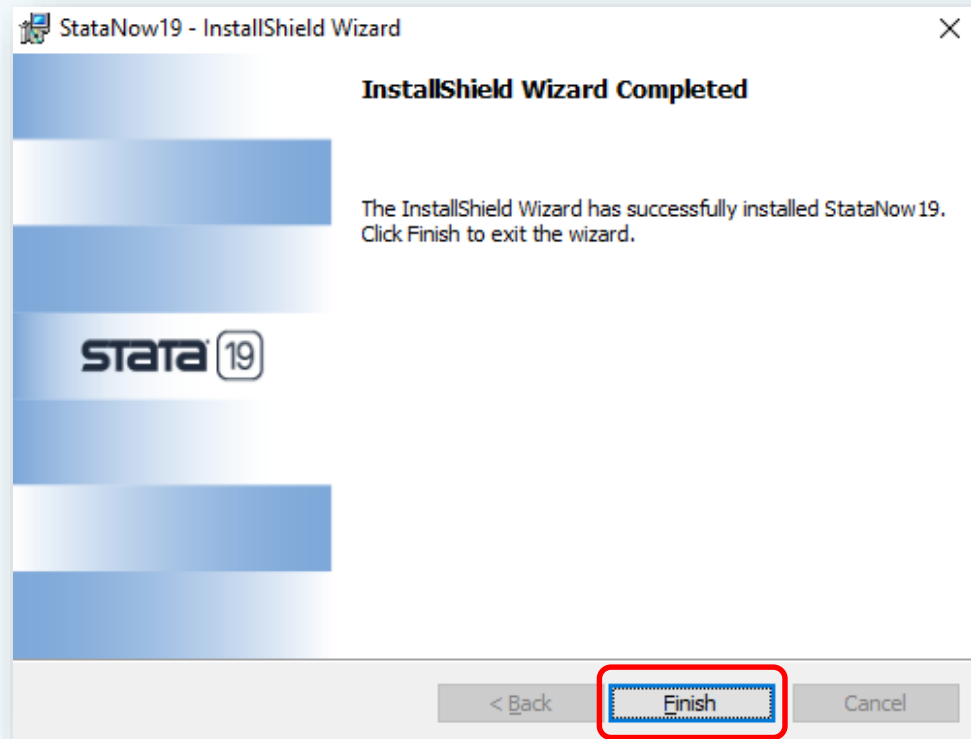 StataNow19 - InstallShield Wizard
InstallShield Wizard Completed
The InstallShield Wizard has successfully installed StataNow19.
Click Finish to exit the wizard.
stata 19
< Back
Finish
Cancel